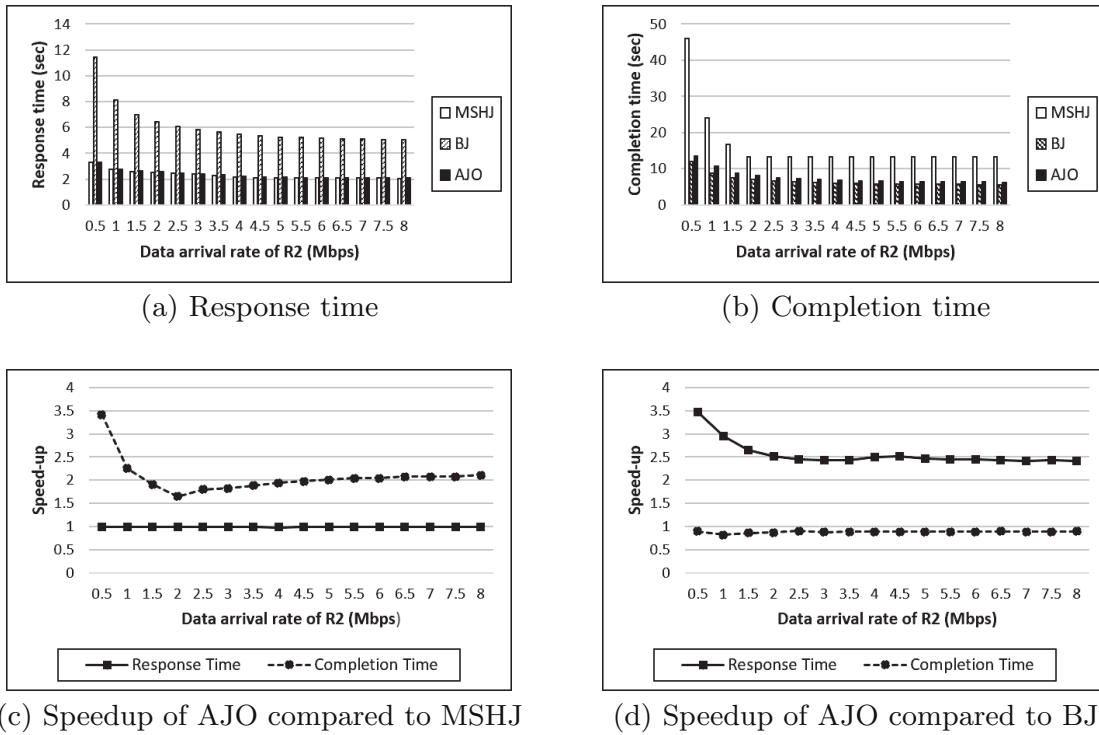 14
12
10
8
6
4
2
0
Response time (sec)
0.5 1 1.5 2 2.5 3 3.5 4 4.5 5 5.5 6 6.5 7 7.5 8
Data arrival rate of R2 (Mbps)
MSHJ
BJ
AJO
(a) Response time
50
40
30
20
10
0
Completion time (sec)
0.5 1 1.5 2 2.5 3 3.5 4 4.5 5 5.5 6 6.5 7 7.5 8
Data arrival rate of R2 (Mbps)
MSHJ
BJ
AJO
(b) Completion time
4
3.5
3
2.5
2
1.5
1
0.5
0
Speed-up
0.5 1 1.5 2 2.5 3 3.5 4 4.5 5 5.5 6 6.5 7 7.5 8
Data arrival rate of R2 (Mbps)
Response Time Completion Time
(c) Speedup of AJO compared to MSHJ
4
3.5
3
2.5
2
1.5
1
0.5
0
Speed-up
0.5 1 1.5 2 2.5 3 3.5 4 4.5 5 5.5 6 6.5 7 7.5 8
Data arrival rate of R2 (Mbps)
Response Time Completion Time
(d) Speedup of AJO compared to BJ